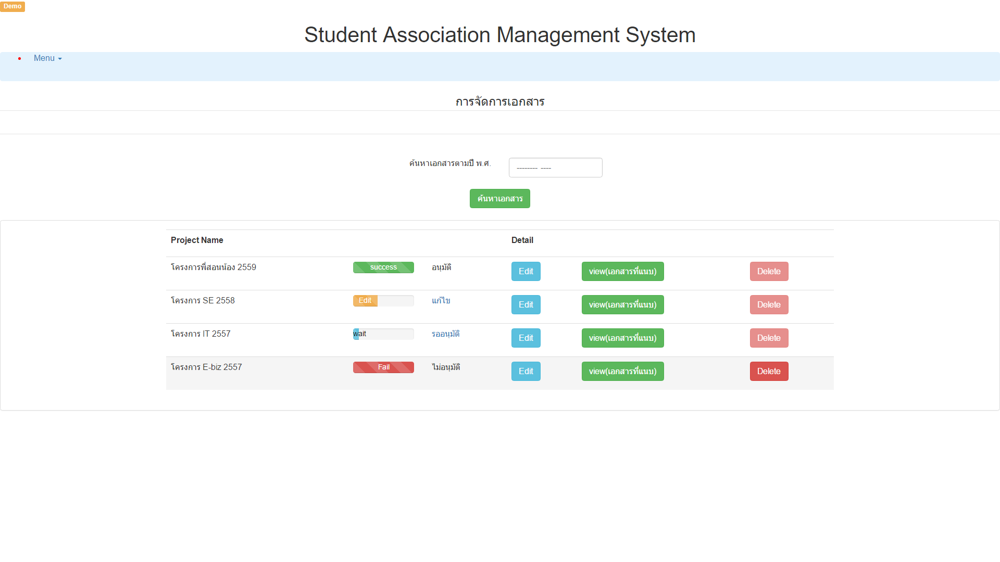 Demo
Student Association Management System
Menu
การจัดการเอกสาร
ค้นหาเอกสารตามปี พ.ศ.
-------- ----
ค้นหาเอกสาร
Project Name Detail
โครงการพี่สอนน้อง 2559 success อนุมัติ Edit view(เอกสารที่แนบ) Delete
โครงการ SE 2558 Edit แก้ไข Edit view(เอกสารที่แนบ) Delete
โครงการ IT 2557 wait รออนุมัติ Edit view(เอกสารที่แนบ) Delete
โครงการ E-biz 2557 Fail ไม่อนุมัติ Edit view(เอกสารที่แนบ) Delete